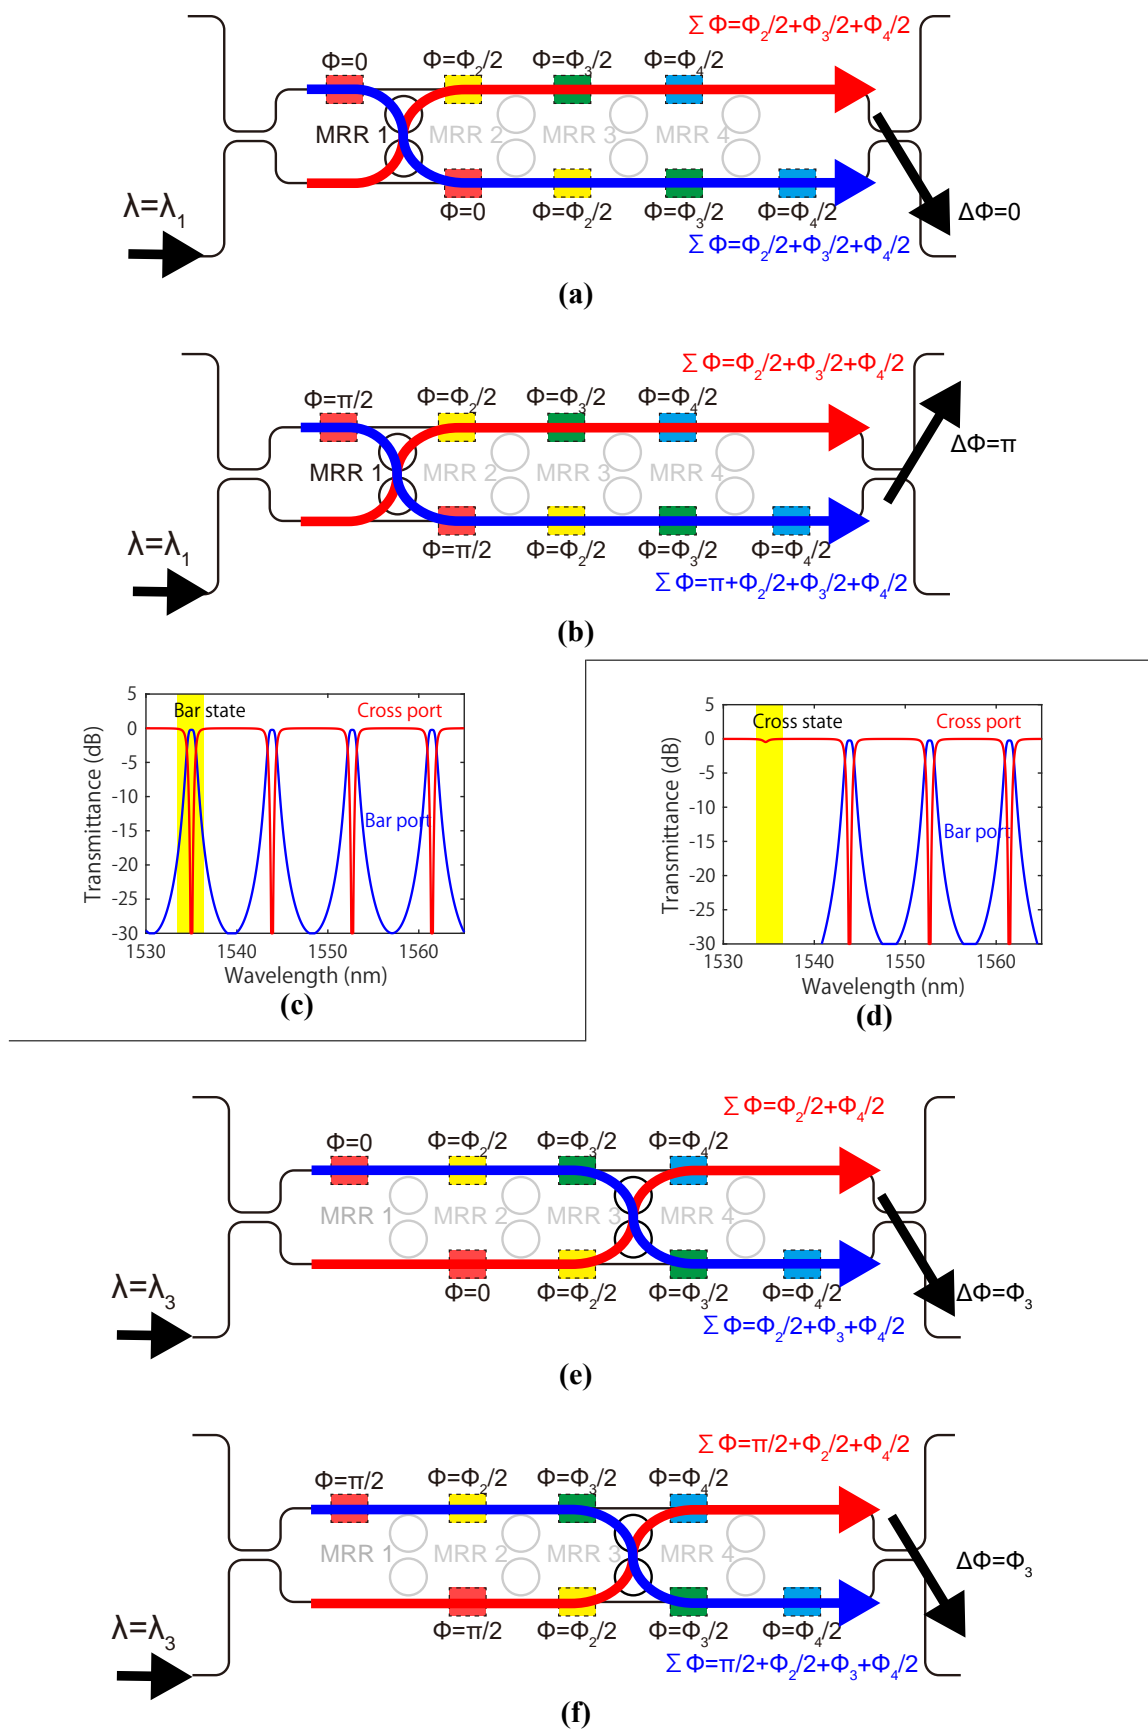 ∑Φ=Φ₂/2+Φ₃/2+Φ₄/2
Φ=0 Φ=Φ₂/2 Φ=Φ₃/2 Φ=Φ₄/2
MRR 1 MRR 2 MRR 3 MRR 4
λ=λ₁
Φ=0 Φ=Φ₂/2 Φ=Φ₃/2 Φ=Φ₄/2
ΔΦ=0
∑Φ=Φ₂/2+Φ₃/2+Φ₄/2
(a)
∑Φ=Φ₂/2+Φ₃/2+Φ₄/2
Φ=π/2 Φ=Φ₂/2 Φ=Φ₃/2 Φ=Φ₄/2
ΔΦ=π
MRR 1 MRR 2 MRR 3 MRR 4
λ=λ₁
Φ=π/2 Φ=Φ₂/2 Φ=Φ₃/2 Φ=Φ₄/2
∑Φ=π+Φ₂/2+Φ₃/2+Φ₄/2
(b)
Transmittance (dB)
5
0
-5
-10
-15
-20
-25
-30
Bar state
Cross port
Bar port
1530 1540 1550 1560
Wavelength (nm)
(c)
Transmittance (dB)
5
0
-5
-10
-15
-20
-25
-30
Cross state
Cross port
Bar port
1530 1540 1550 1560
Wavelength (nm)
(d)
∑Φ=Φ₂/2+Φ₄/2
Φ=0 Φ=Φ₂/2 Φ=Φ₃/2 Φ=Φ₄/2
MRR 1 MRR 2 MRR 3 MRR 4
λ=λ₃
Φ=0 Φ=Φ₂/2 Φ=Φ₃/2 Φ=Φ₄/2
ΔΦ=Φ₃
∑Φ=Φ₂/2+Φ₃+Φ₄/2
(e)
∑Φ=π/2+Φ₂/2+Φ₄/2
Φ=π/2 Φ=Φ₂/2 Φ=Φ₃/2 Φ=Φ₄/2
MRR 1 MRR 2 MRR 3 MRR 4
ΔΦ=Φ₃
λ=λ₃
Φ=π/2 Φ=Φ₂/2 Φ=Φ₃/2 Φ=Φ₄/2
∑Φ=π/2+Φ₂/2+Φ₃+Φ₄/2
(f)